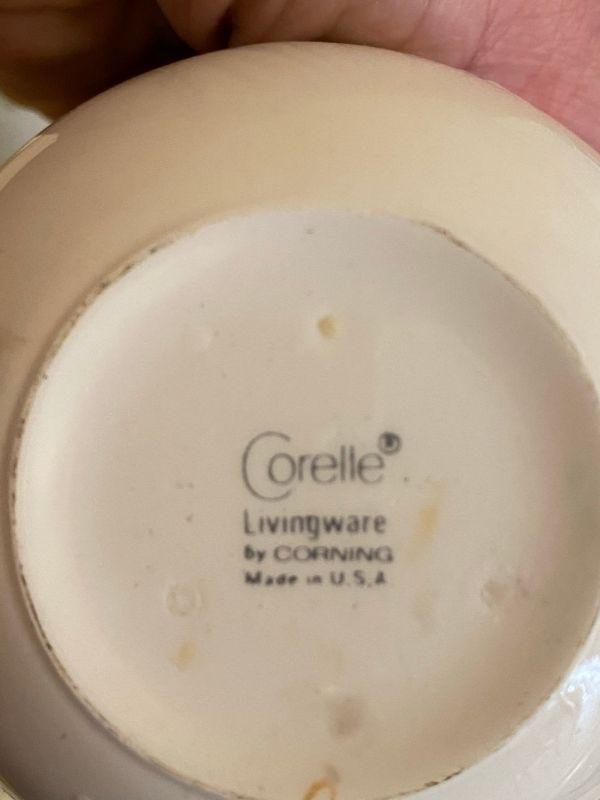 Corelle®
Livingware
by CORNING
Made in U.S.A